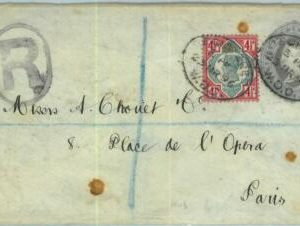 R
Messrs A. Chouet & Co.
8. Place de l'Opera
Paris